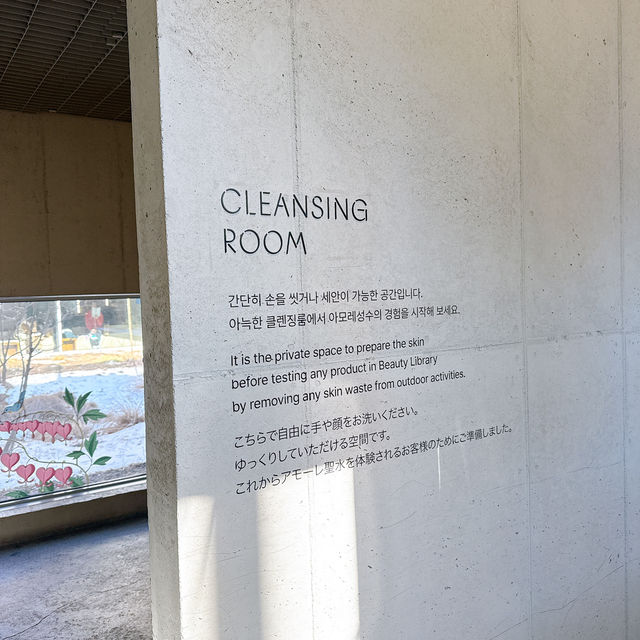 CLEANSING
ROOM
간단히 손을 씻거나 세안이 가능한 공간입니다.
아늑한 클렌징룸에서 아모레성수의 경험을 시작해 보세요.
It is the private space to prepare the skin
before testing any product in Beauty Library
by removing any skin waste from outdoor activities.
こちらで自由に手や顔をお洗いください。
ゆっくりしていただける空間です。
これからアモーレ聖水を体験されるお客様のためにご準備しました。